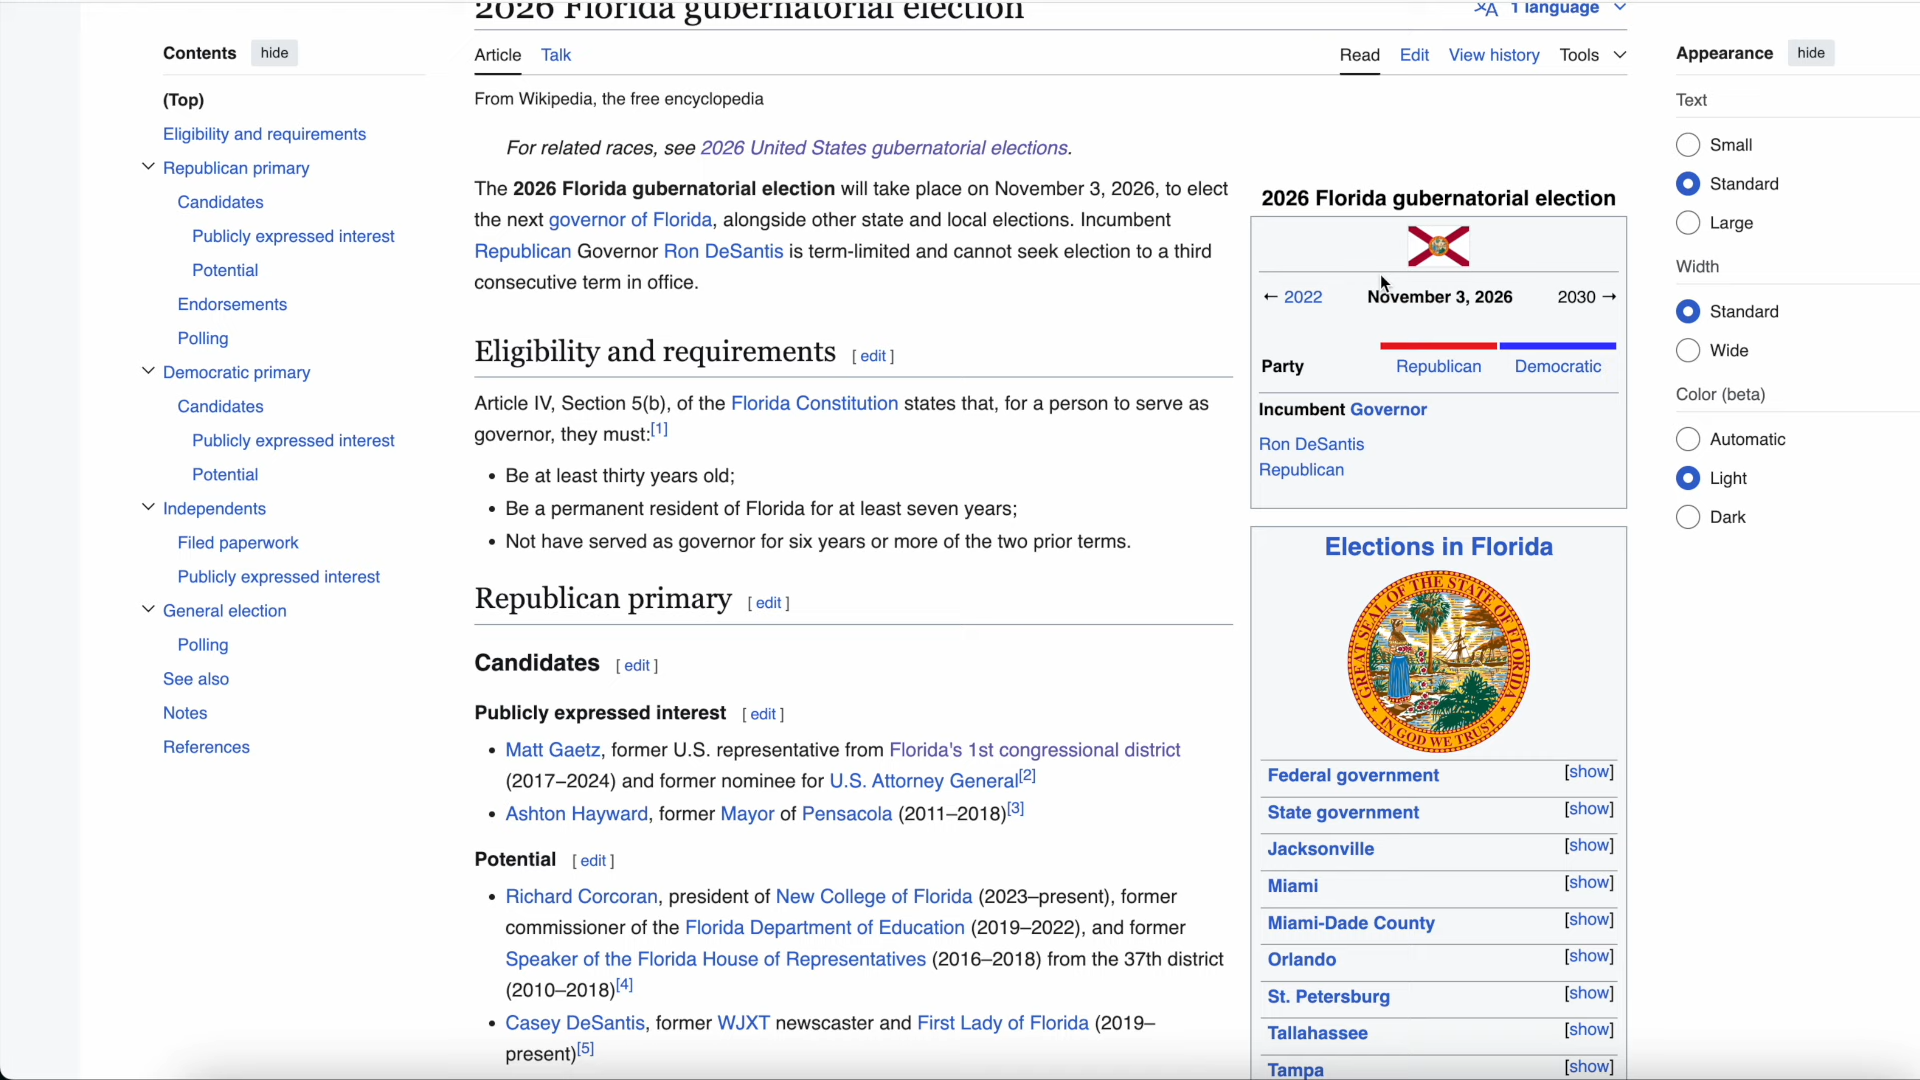 2026 Florida gubernatorial election
1 language
Contents hide
(Top)
Eligibility and requirements
Republican primary
Candidates
Publicly expressed interest
Potential
Endorsements
Polling
Democratic primary
Candidates
Publicly expressed interest
Potential
Independents
Filed paperwork
Publicly expressed interest
General election
Polling
See also
Notes
References
Article Talk
Read Edit View history Tools
From Wikipedia, the free encyclopedia
For related races, see 2026 United States gubernatorial elections.
The 2026 Florida gubernatorial election will take place on November 3, 2026, to elect
the next governor of Florida, alongside other state and local elections. Incumbent
Republican Governor Ron DeSantis is term-limited and cannot seek election to a third
consecutive term in office.
Eligibility and requirements [ edit ]
Article IV, Section 5(b), of the Florida Constitution states that, for a person to serve as
governor, they must:[1]
• Be at least thirty years old;
• Be a permanent resident of Florida for at least seven years;
• Not have served as governor for six years or more of the two prior terms.
Republican primary [ edit ]
Candidates [ edit ]
Publicly expressed interest [ edit ]
• Matt Gaetz, former U.S. representative from Florida's 1st congressional district
(2017–2024) and former nominee for U.S. Attorney General[2]
• Ashton Hayward, former Mayor of Pensacola (2011–2018)[3]
Potential [ edit ]
• Richard Corcoran, president of New College of Florida (2023–present), former
commissioner of the Florida Department of Education (2019–2022), and former
Speaker of the Florida House of Representatives (2016–2018) from the 37th district
(2010–2018)[4]
• Casey DeSantis, former WJXT newscaster and First Lady of Florida (2019–
present)[5]
2026 Florida gubernatorial election
← 2022 November 3, 2026 2030 →
Party Republican Democratic
Incumbent Governor
Ron DeSantis
Republican
Elections in Florida
GREAT SEAL OF THE STATE OF FLORIDA
IN GOD WE TRUST
Federal government [show]
State government [show]
Jacksonville [show]
Miami [show]
Miami-Dade County [show]
Orlando [show]
St. Petersburg [show]
Tallahassee [show]
Tampa [show]
Appearance hide
Text
Small
Standard
Large
Width
Standard
Wide
Color (beta)
Automatic
Light
Dark